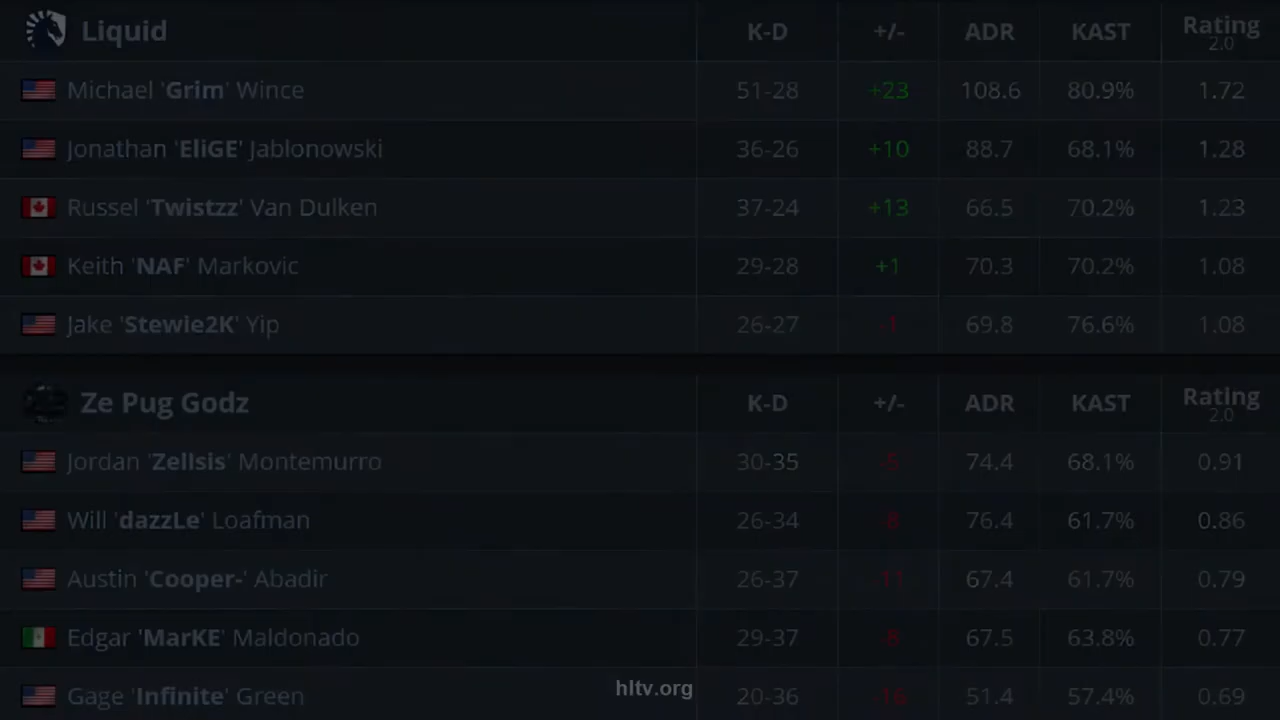 Liquid K-D +/- ADR KAST Rating 2.0
Michael 'Grim' Wince 51-28 +23 108.6 80.9% 1.72
Jonathan 'EliGE' Jablonowski 36-26 +10 88.7 68.1% 1.28
Russel 'Twistzz' Van Dulken 37-24 +13 66.5 70.2% 1.23
Keith 'NAF' Markovic 29-28 +1 70.3 70.2% 1.08
Jake 'Stewie2K' Yip 26-27 -1 69.8 76.6% 1.08
Ze Pug Godz K-D +/- ADR KAST Rating 2.0
Jordan 'Zellsis' Montemurro 30-35 -5 74.4 68.1% 0.91
Will 'dazzLe' Loafman 26-34 -8 76.4 61.7% 0.86
Austin 'Cooper-' Abadir 26-37 -11 67.4 61.7% 0.79
Edgar 'MarKE' Maldonado 29-37 -8 67.5 63.8% 0.77
Gage 'Infinite' Green 20-36 -16 51.4 57.4% 0.69
hltv.org